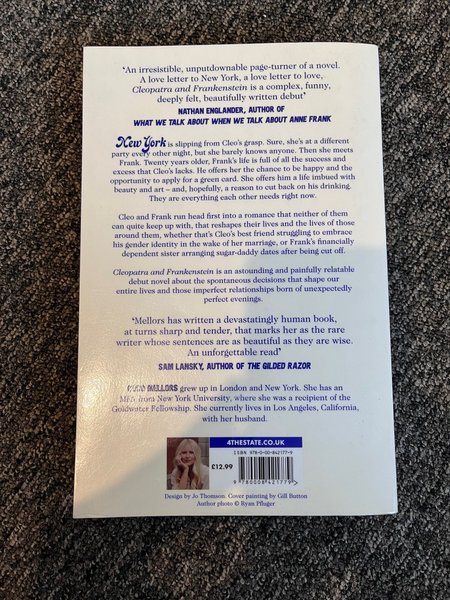 ‘An irresistible, unputdownable page-turner of a novel.
A love letter to New York, a love letter to love,
Cleopatra and Frankenstein is a complex, funny,
deeply felt, beautifully written debut’
NATHAN ENGLANDER, AUTHOR OF
WHAT WE TALK ABOUT WHEN WE TALK ABOUT ANNE FRANK
New York is slipping from Cleo’s grasp. Sure, she’s at a different
party every other night, but she barely knows anyone. Then she meets
Frank. Twenty years older, Frank’s life is full of all the success and
excess that Cleo’s lacks. He offers her the chance to be happy and the
opportunity to apply for a green card. She offers him a life imbued with
beauty and art – and, hopefully, a reason to cut back on his drinking.
They are everything each other needs right now.
Cleo and Frank run head first into a romance that neither of them
can quite keep up with, that reshapes their lives and the lives of those
around them, whether that’s Cleo’s best friend struggling to embrace
his gender identity in the wake of her marriage, or Frank’s financially
dependent sister arranging sugar-daddy dates after being cut off.
Cleopatra and Frankenstein is an astounding and painfully relatable
debut novel about the spontaneous decisions that shape our
entire lives and those imperfect relationships born of unexpectedly
perfect evenings.
‘Mellors has written a devastatingly human book,
at turns sharp and tender, that marks her as the rare
writer whose sentences are as beautiful as they are wise.
An unforgettable read’
SAM LANSKY, AUTHOR OF THE GILDED RAZOR
MELLORS grew up in London and New York. She has an
MFA from New York University, where she was a recipient of the
Goldwater Fellowship. She currently lives in Los Angeles, California,
with her husband.
4THESTATE.CO.UK
ISBN 978-0-00-842177-9
£12.99
9 780008 421779
Design by Jo Thomson. Cover painting by Gill Button
Author photo © Ryan Pfluger